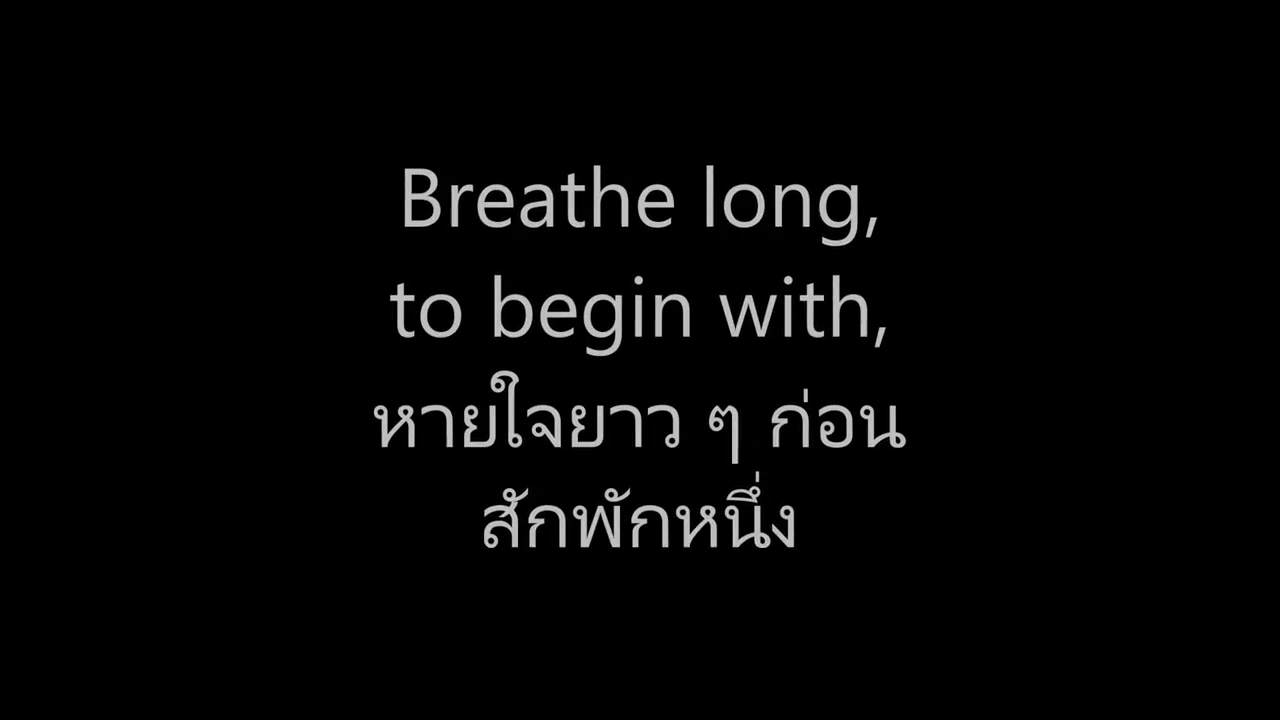 Breathe long,
to begin with,
หายใจยาว ๆ ก่อน
สักพักหนึ่ง